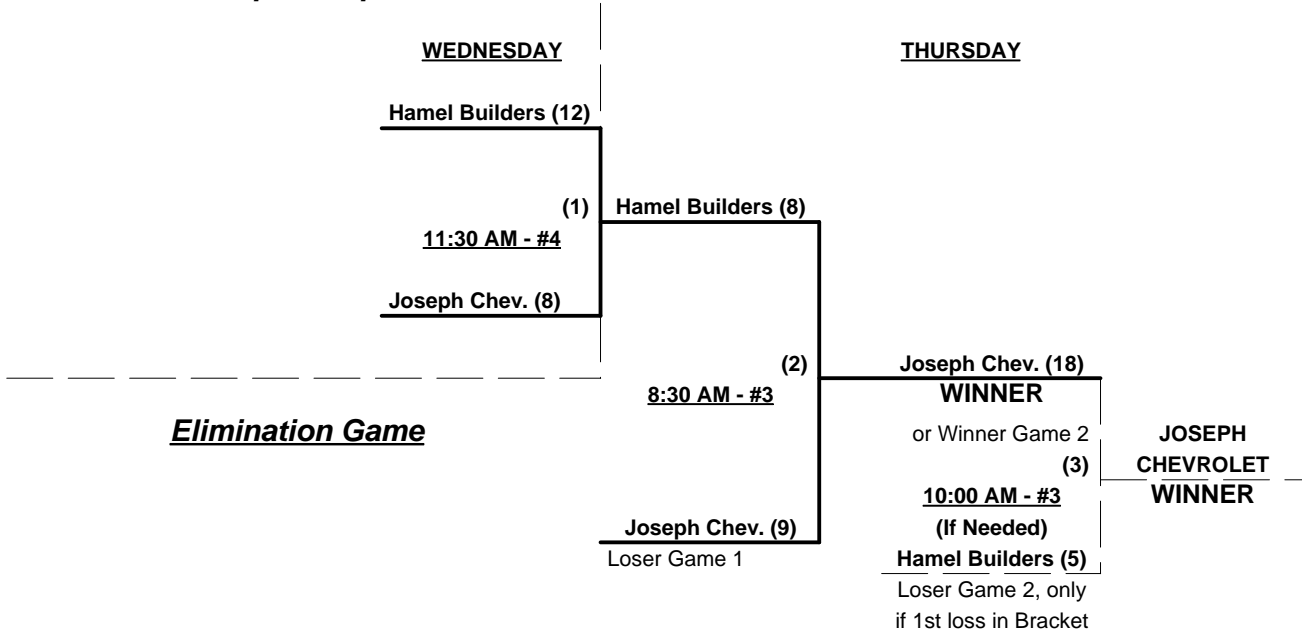 WEDNESDAY
THURSDAY
Hamel Builders (12)
(1)
Hamel Builders (8)
11:30 AM - #4
Joseph Chev. (8)
(2)
Joseph Chev. (18)
8:30 AM - #3
WINNER
Elimination Game
or Winner Game 2
JOSEPH
(3)
CHEVROLET
10:00 AM - #3
WINNER
Joseph Chev. (9)
(If Needed)
Loser Game 1
Hamel Builders (5)
Loser Game 2, only
if 1st loss in Bracket